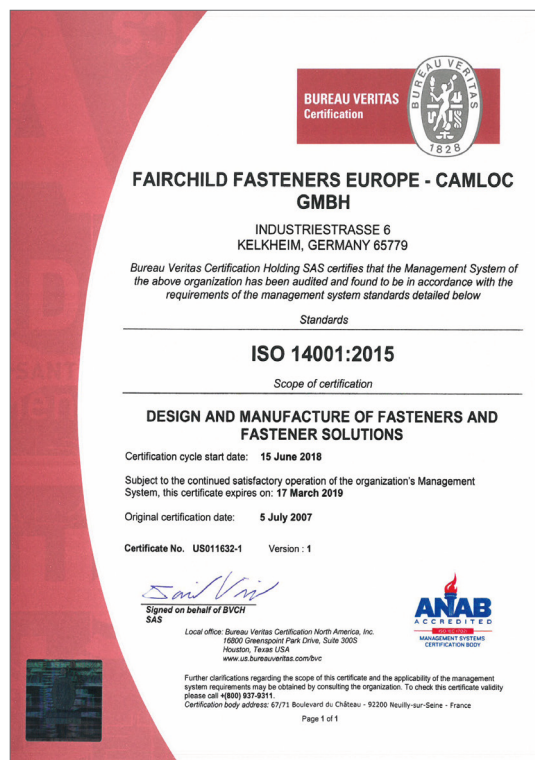 BUREAU VERITAS
Certification
BUREAU VERITAS
1828
FAIRCHILD FASTENERS EUROPE - CAMLOC
GMBH
INDUSTRIESTRASSE 6
KELKHEIM, GERMANY 65779
Bureau Veritas Certification Holding SAS certifies that the Management System of
the above organization has been audited and found to be in accordance with the
requirements of the management system standards detailed below
Standards
ISO 14001:2015
Scope of certification
DESIGN AND MANUFACTURE OF FASTENERS AND
FASTENER SOLUTIONS
Certification cycle start date: 15 June 2018
Subject to the continued satisfactory operation of the organization's Management
System, this certificate expires on: 17 March 2019
Original certification date: 5 July 2007
Certificate No. US011632-1 Version : 1
Signed on behalf of BVCH
SAS
Local office: Bureau Veritas Certification North America, Inc.
16800 Greenspoint Park Drive, Suite 300S
Houston, Texas USA
www.us.bureauveritas.com/bvc
ANAB
ACCREDITED
MANAGEMENT SYSTEMS
CERTIFICATION BODY
Further clarifications regarding the scope of this certificate and the applicability of the management
system requirements may be obtained by consulting the organization. To check this certificate validity
please call +(800) 937-9311.
Certification body address: 67/71 Boulevard du Château - 92200 Neuilly-sur-Seine - France
Page 1 of 1